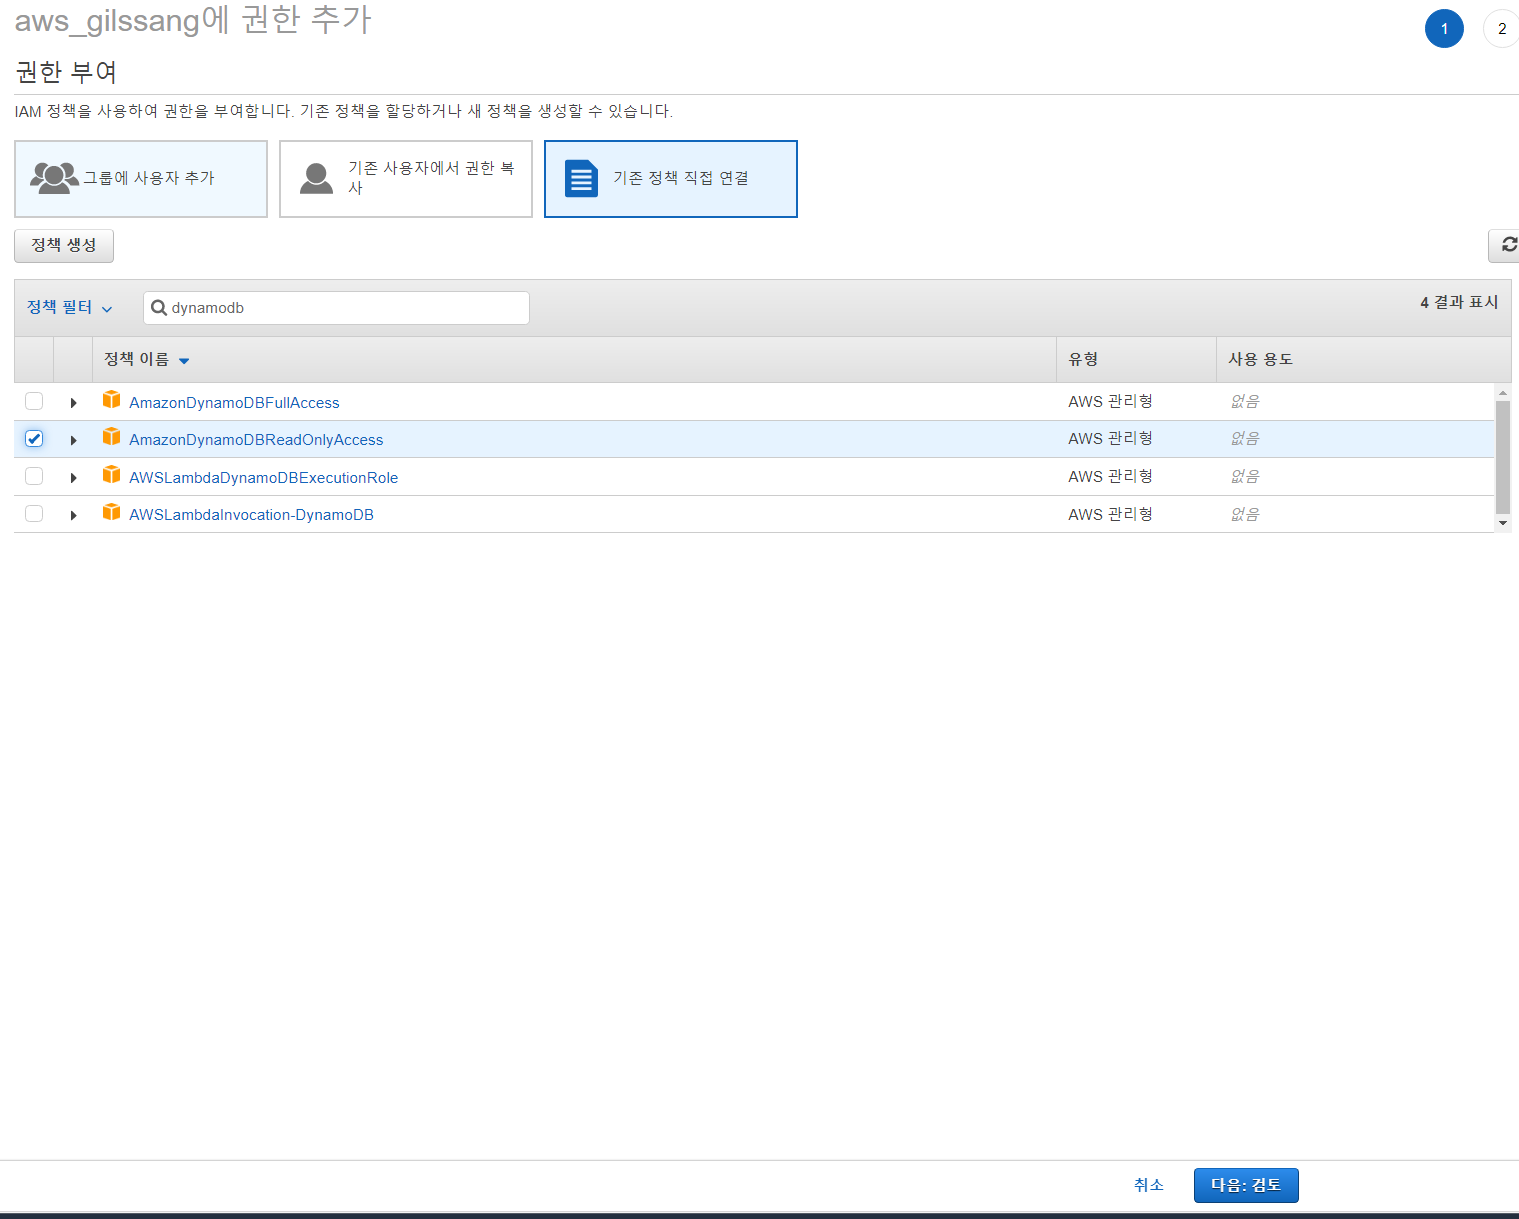 aws_gilssang에 권한 추가
1
2
권한 부여
IAM 정책을 사용하여 권한을 부여합니다. 기존 정책을 할당하거나 새 정책을 생성할 수 있습니다.
그룹에 사용자 추가
기존 사용자에서 권한 복
사
기존 정책 직접 연결
정책 생성
정책 필터
dynamodb
4 결과 표시
정책 이름
유형
사용 용도
AmazonDynamoDBFullAccess
AWS 관리형
없음
AmazonDynamoDBReadOnlyAccess
AWS 관리형
없음
AWSLambdaDynamoDBExecutionRole
AWS 관리형
없음
AWSLambdaInvocation-DynamoDB
AWS 관리형
없음
취소
다음: 검토